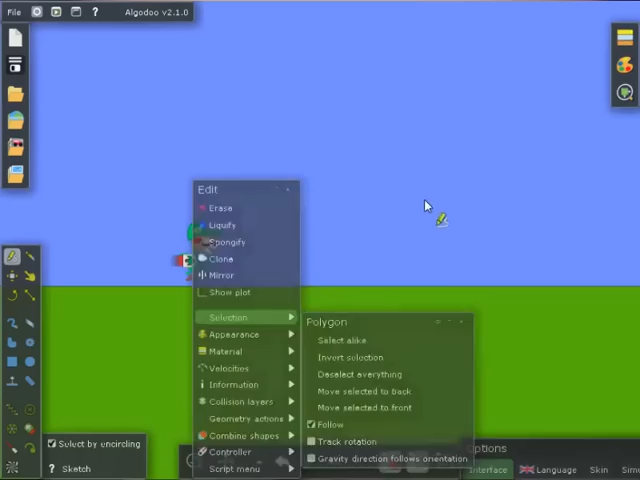 File ? Algodoo v2.1.0
Edit
Erase
Liquify
Spongify
Clone
Mirror
Show plot
Selection
Appearance
Material
Velocities
Information
Collision layers
Geometry actions
Combine shapes
Controller
Script menu
Polygon
Select alike
Invert selection
Deselect everything
Move selected to back
Move selected to front
Follow
Track rotation
Gravity direction follows orientation
Select by encircling
? Sketch
Options
Interface Language Skin Simu